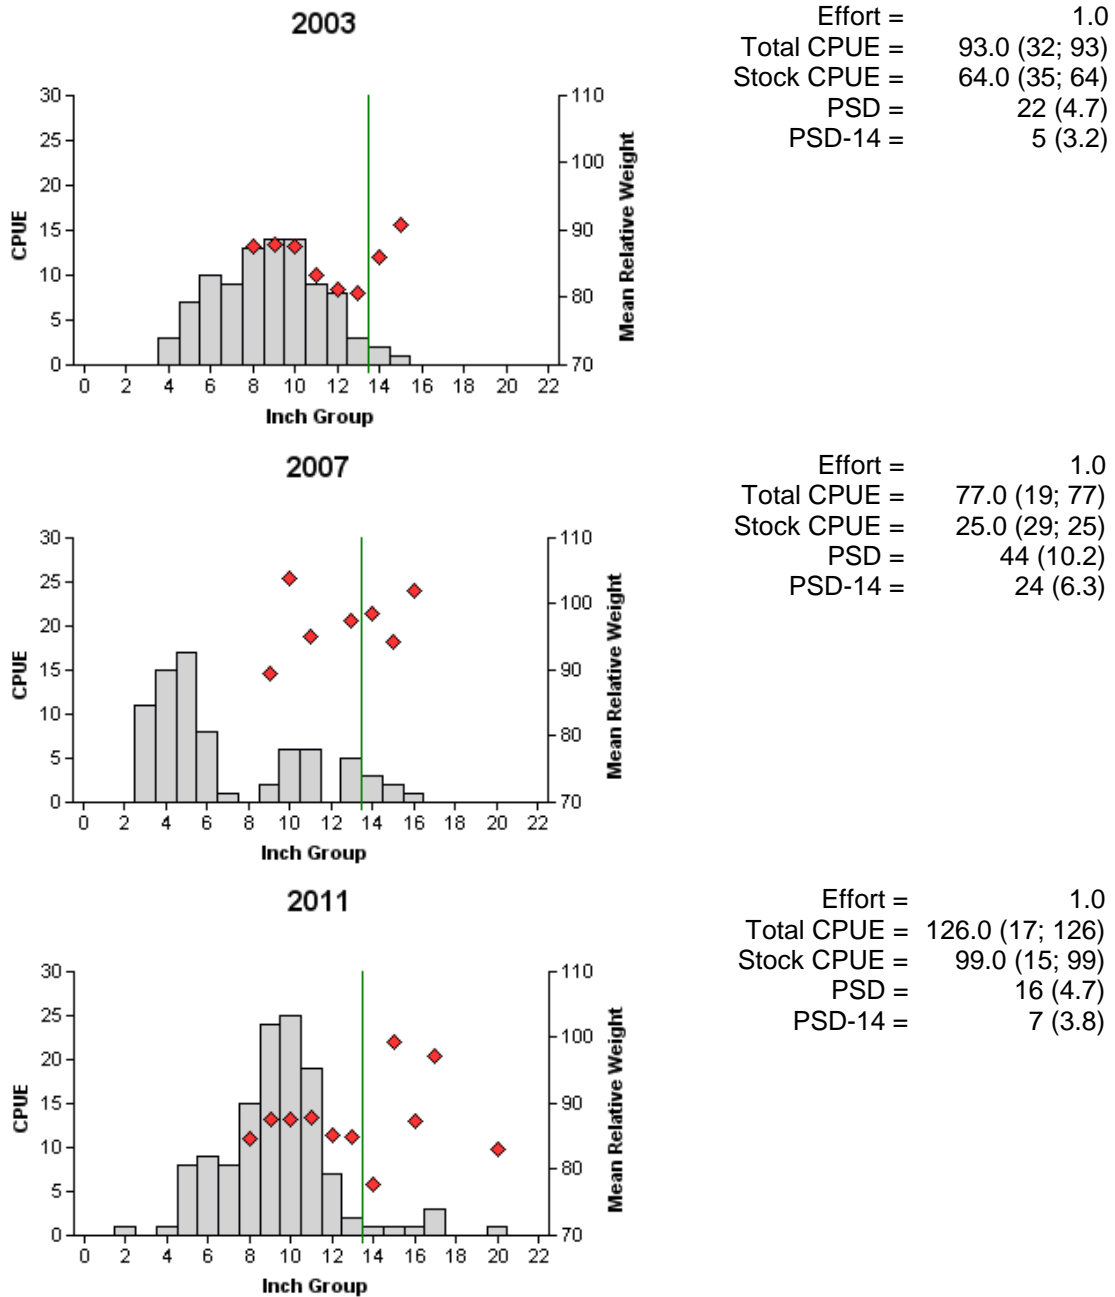 2003
Effort = 1.0
Total CPUE = 93.0 (32; 93)
Stock CPUE = 64.0 (35; 64)
PSD = 22 (4.7)
PSD-14 = 5 (3.2)
30
25
20
15
10
5
0
CPUE
110
100
90
80
70
Mean Relative Weight
0 2 4 6 8 10 12 14 16 18 20 22
Inch Group
2007
Effort = 1.0
Total CPUE = 77.0 (19; 77)
Stock CPUE = 25.0 (29; 25)
PSD = 44 (10.2)
PSD-14 = 24 (6.3)
30
25
20
15
10
5
0
CPUE
110
100
90
80
70
Mean Relative Weight
0 2 4 6 8 10 12 14 16 18 20 22
Inch Group
2011
Effort = 1.0
Total CPUE = 126.0 (17; 126)
Stock CPUE = 99.0 (15; 99)
PSD = 16 (4.7)
PSD-14 = 7 (3.8)
30
25
20
15
10
5
0
CPUE
110
100
90
80
70
Mean Relative Weight
0 2 4 6 8 10 12 14 16 18 20 22
Inch Group